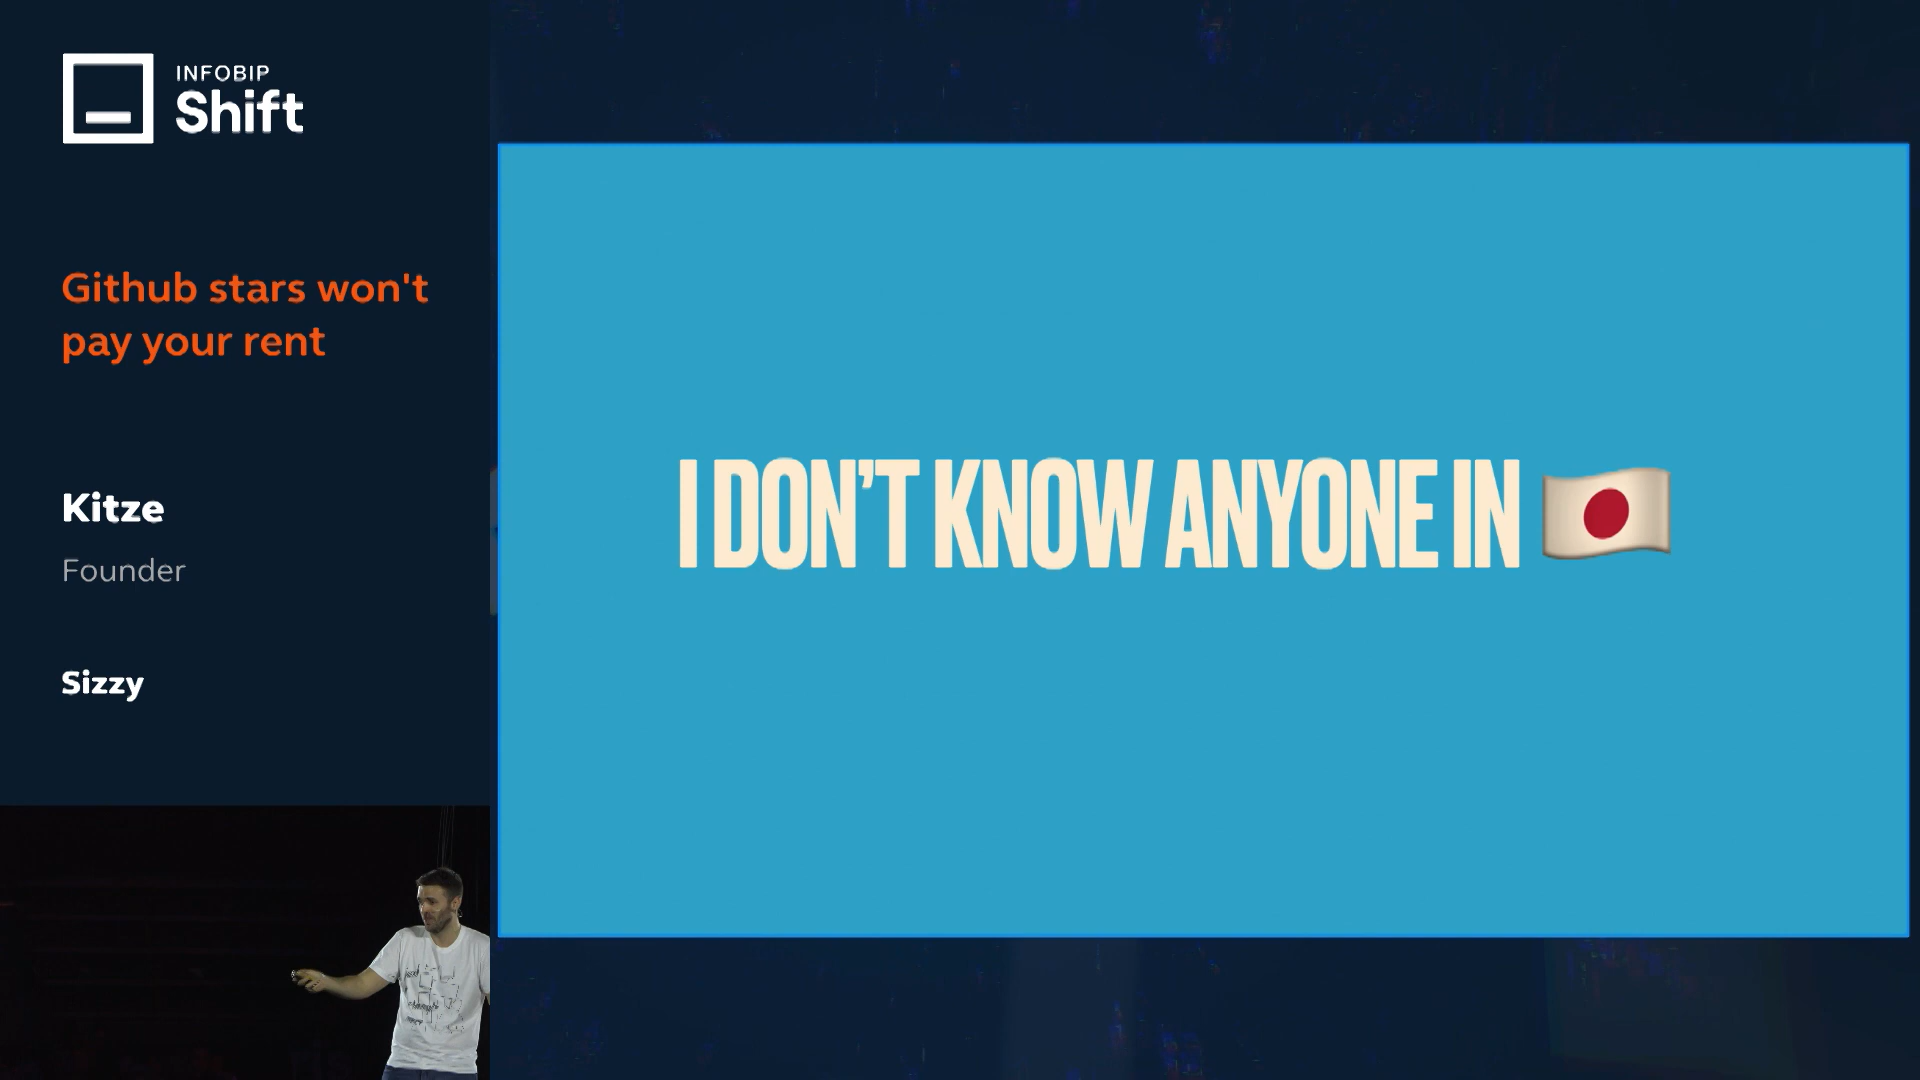 INFOBIP
Shift
Github stars won't
pay your rent
Kitze
Founder
Sizzy
I DON’T KNOW ANYONE IN 🇯🇵